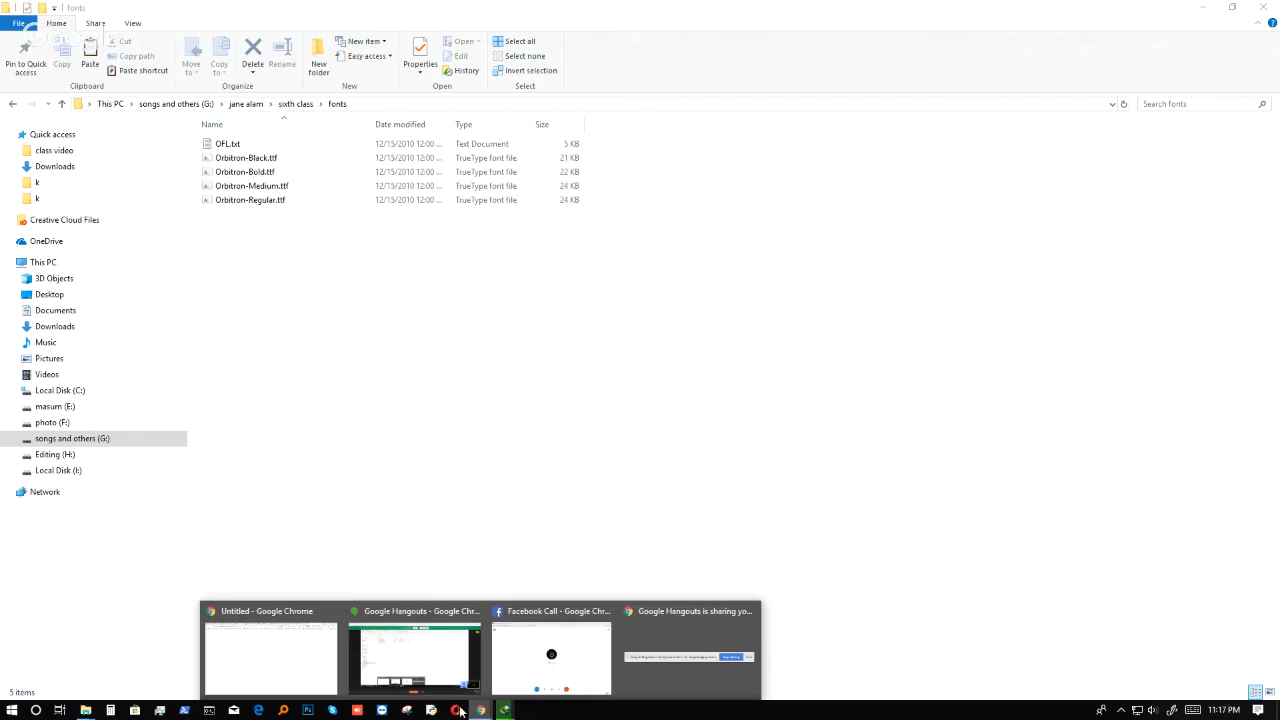 fonts
File Home Share View
Pin to Quick access
Copy
Paste
Cut
Copy path
Paste shortcut
Clipboard
Move to
Copy to
Delete
Rename
Organize
New folder
New item
Easy access
New
Properties
Open
Edit
History
Open
Select all
Select none
Invert selection
Select
This PC songs and others (G:) jane alam sixth class fonts
Search fonts
Name Date modified Type Size
OFL.txt 12/15/2010 12:00 ... Text Document 5 KB
Orbitron-Black.ttf 12/15/2010 12:00 ... TrueType font file 21 KB
Orbitron-Bold.ttf 12/15/2010 12:00 ... TrueType font file 22 KB
Orbitron-Medium.ttf 12/15/2010 12:00 ... TrueType font file 24 KB
Orbitron-Regular.ttf 12/15/2010 12:00 ... TrueType font file 24 KB
Quick access
class video
Downloads
k
k
Creative Cloud Files
OneDrive
This PC
3D Objects
Desktop
Documents
Downloads
Music
Pictures
Videos
Local Disk (C:)
masum (E:)
photo (F:)
songs and others (G:)
Editing (H:)
Local Disk (I:)
Network
Untitled - Google Chrome
Google Hangouts - Google Chr...
Facebook Call - Google Chr...
Google Hangouts is sharing yo...
5 items
11:17 PM